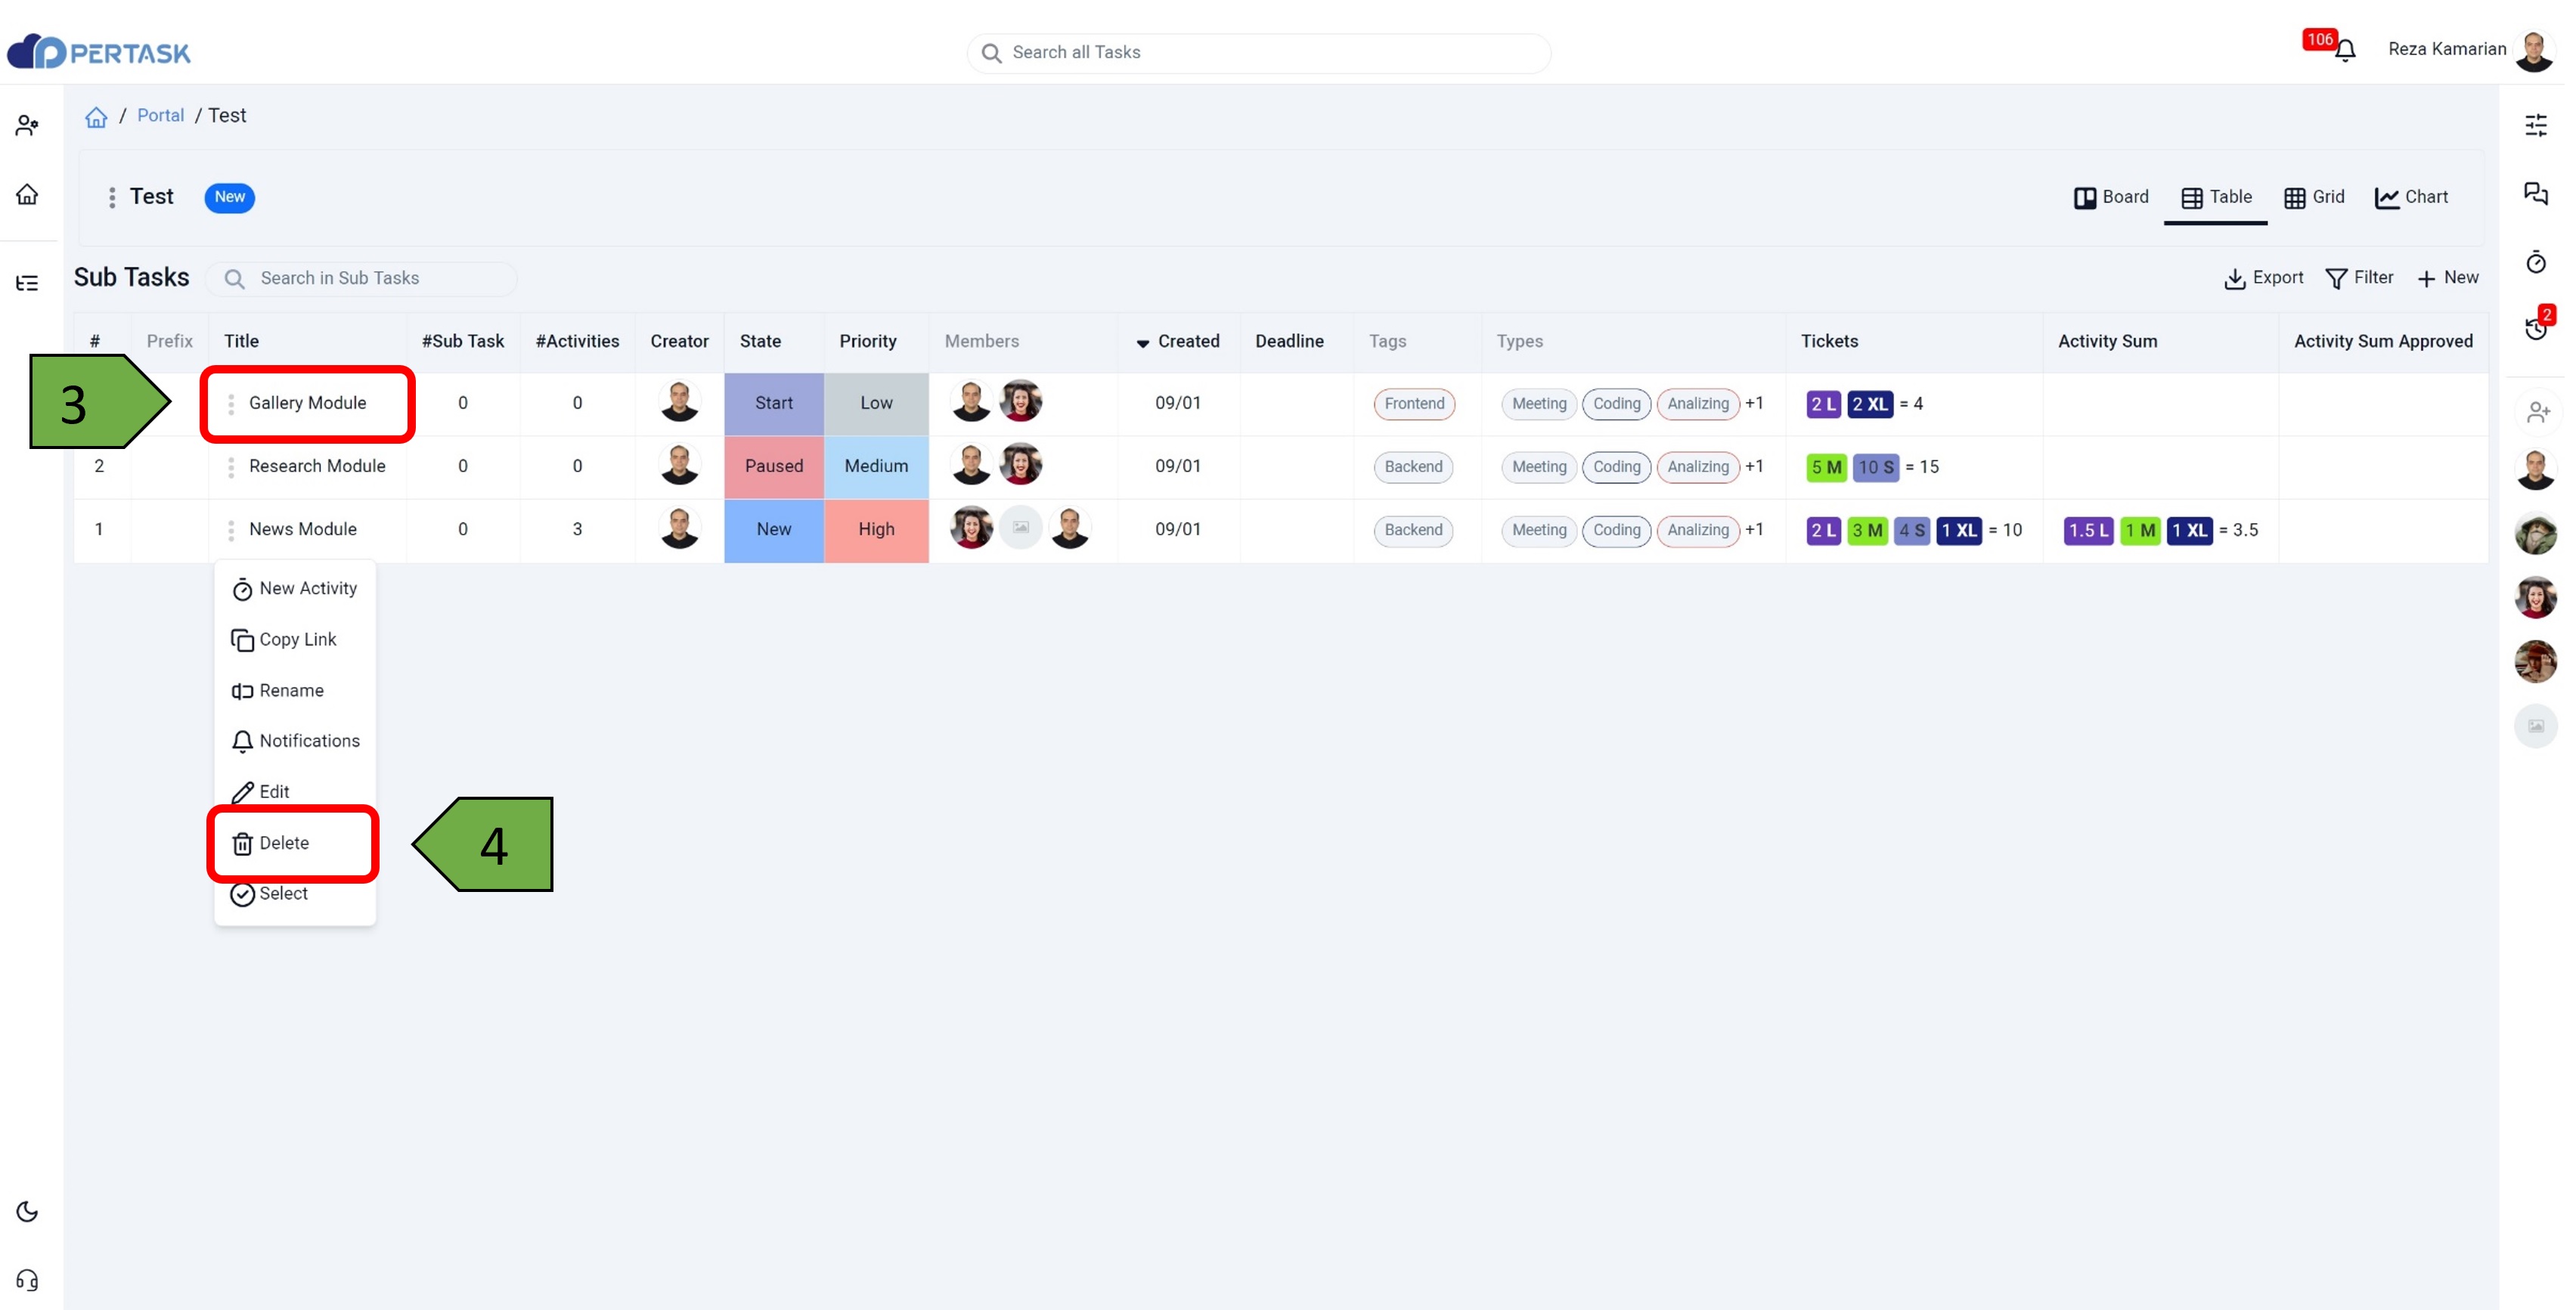 PERTASK
Search all Tasks
106
Reza Kamarian
/ Portal / Test
Test New
Board Table Grid Chart
Sub Tasks Search in Sub Tasks
Export Filter + New
2
# Prefix Title #Sub Task #Activities Creator State Priority Members Created Deadline Tags Types Tickets Activity Sum Activity Sum Approved
3
Gallery Module 0 0 Start Low 09/01 Frontend Meeting Coding Analizing +1 2 L 2 XL = 4
2 Research Module 0 0 Paused Medium 09/01 Backend Meeting Coding Analizing +1 5 M 10 S = 15
1 News Module 0 3 New High 09/01 Backend Meeting Coding Analizing +1 2 L 3 M 4 S 1 XL = 10 1.5 L 1 M 1 XL = 3.5
New Activity
Copy Link
Rename
Notifications
Edit
Delete
4
Select